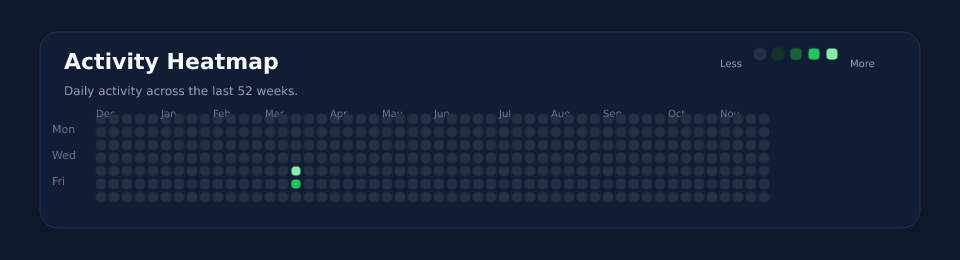 Activity Heatmap
Less More
Daily activity across the last 52 weeks.
Dec Jan Feb Mar Apr May Jun Jul Aug Sep Oct Nov
Mon
Wed
Fri